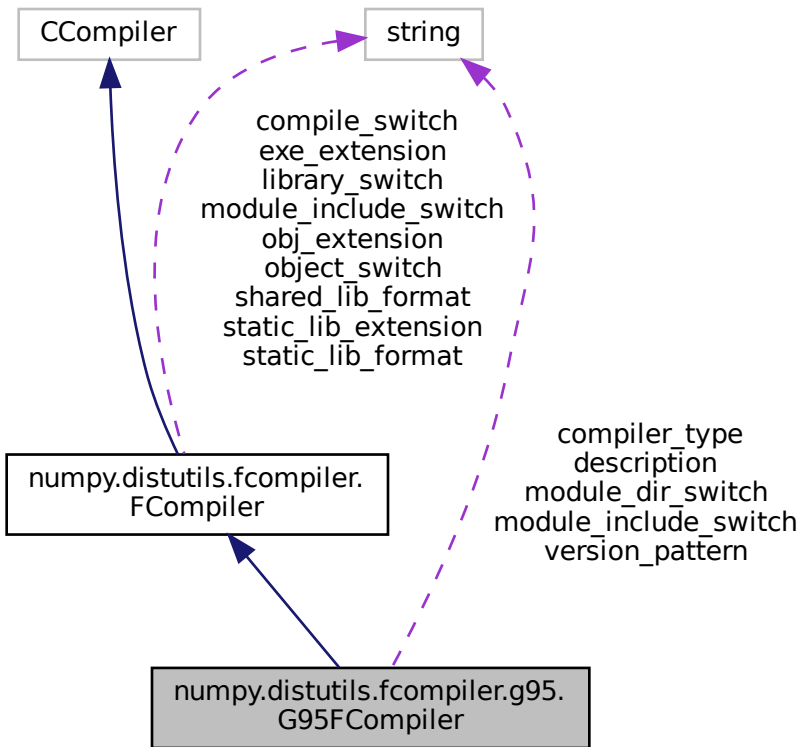 CCompiler
string
compile_switch
exe_extension
library_switch
module_include_switch
obj_extension
object_switch
shared_lib_format
static_lib_extension
static_lib_format
compiler_type
description
module_dir_switch
module_include_switch
version_pattern
numpy.distutils.fcompiler.
FCompiler
numpy.distutils.fcompiler.g95.
G95FCompiler